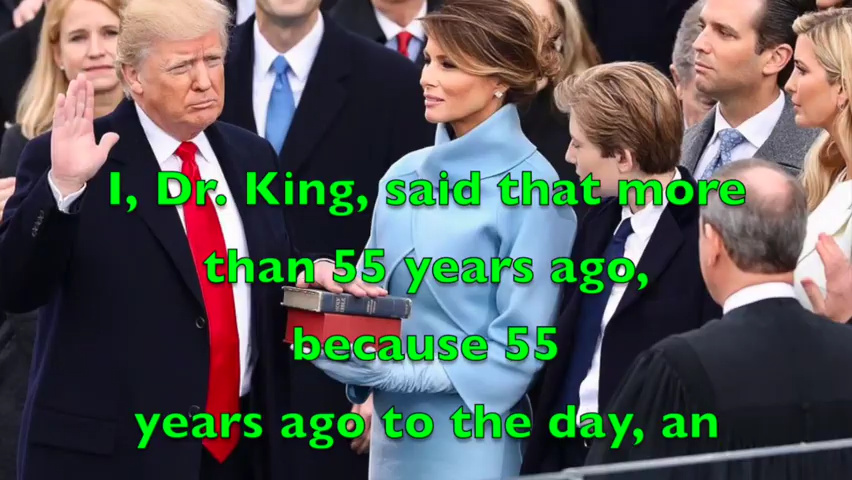 I, Dr. King, said that more
than 55 years ago,
because 55
years ago to the day, an